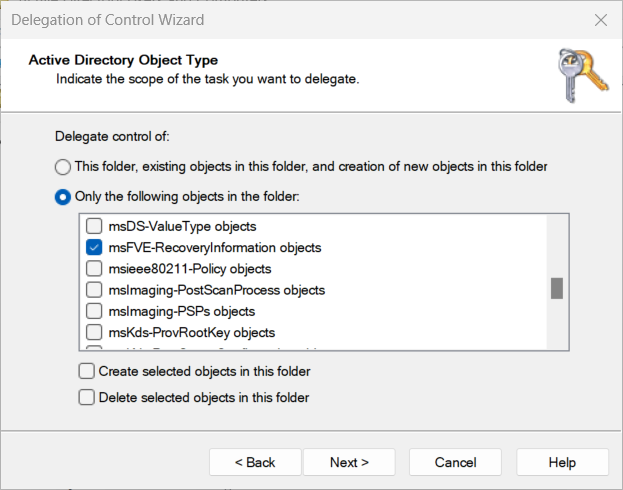 Delegation of Control Wizard
Active Directory Object Type
Indicate the scope of the task you want to delegate.
Delegate control of:
This folder, existing objects in this folder, and creation of new objects in this folder
Only the following objects in the folder:
msDS-ValueType objects
msFVE-RecoveryInformation objects
msieee80211-Policy objects
msImaging-PostScanProcess objects
msImaging-PSPs objects
msKds-ProvRootKey objects
Create selected objects in this folder
Delete selected objects in this folder
< Back
Next >
Cancel
Help